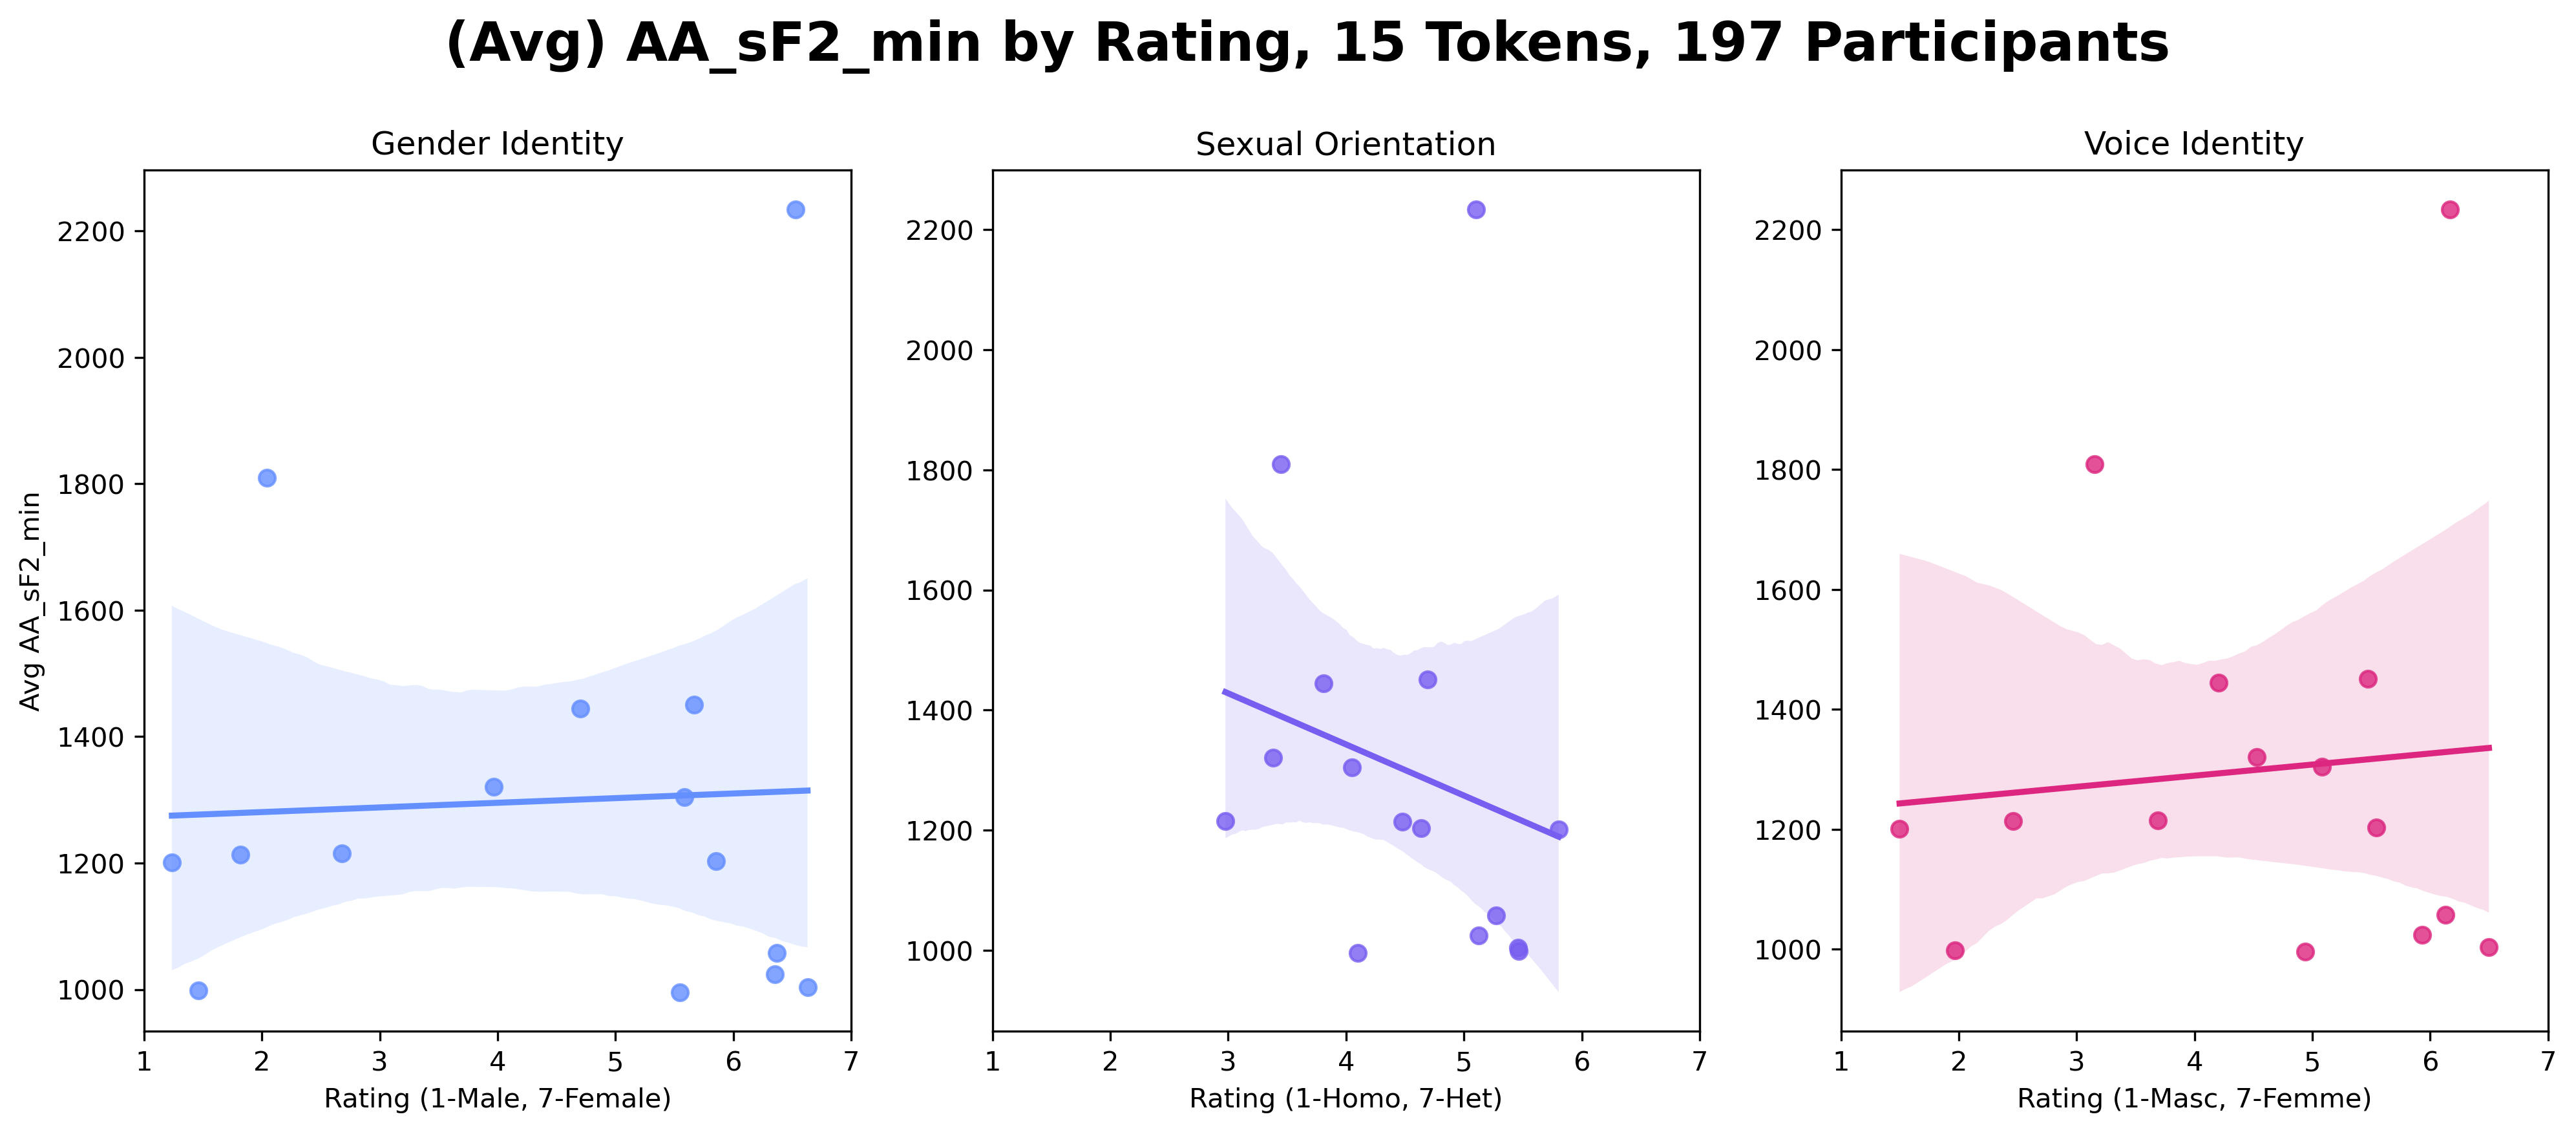 (Avg) AA_sF2_min by Rating, 15 Tokens, 197 Participants
Gender Identity
Avg AA_sF2_min
2200
2000
1800
1600
1400
1200
1000
1 2 3 4 5 6 7
Rating (1-Male, 7-Female)
Sexual Orientation
2200
2000
1800
1600
1400
1200
1000
1 2 3 4 5 6 7
Rating (1-Homo, 7-Het)
Voice Identity
2200
2000
1800
1600
1400
1200
1000
1 2 3 4 5 6 7
Rating (1-Masc, 7-Femme)